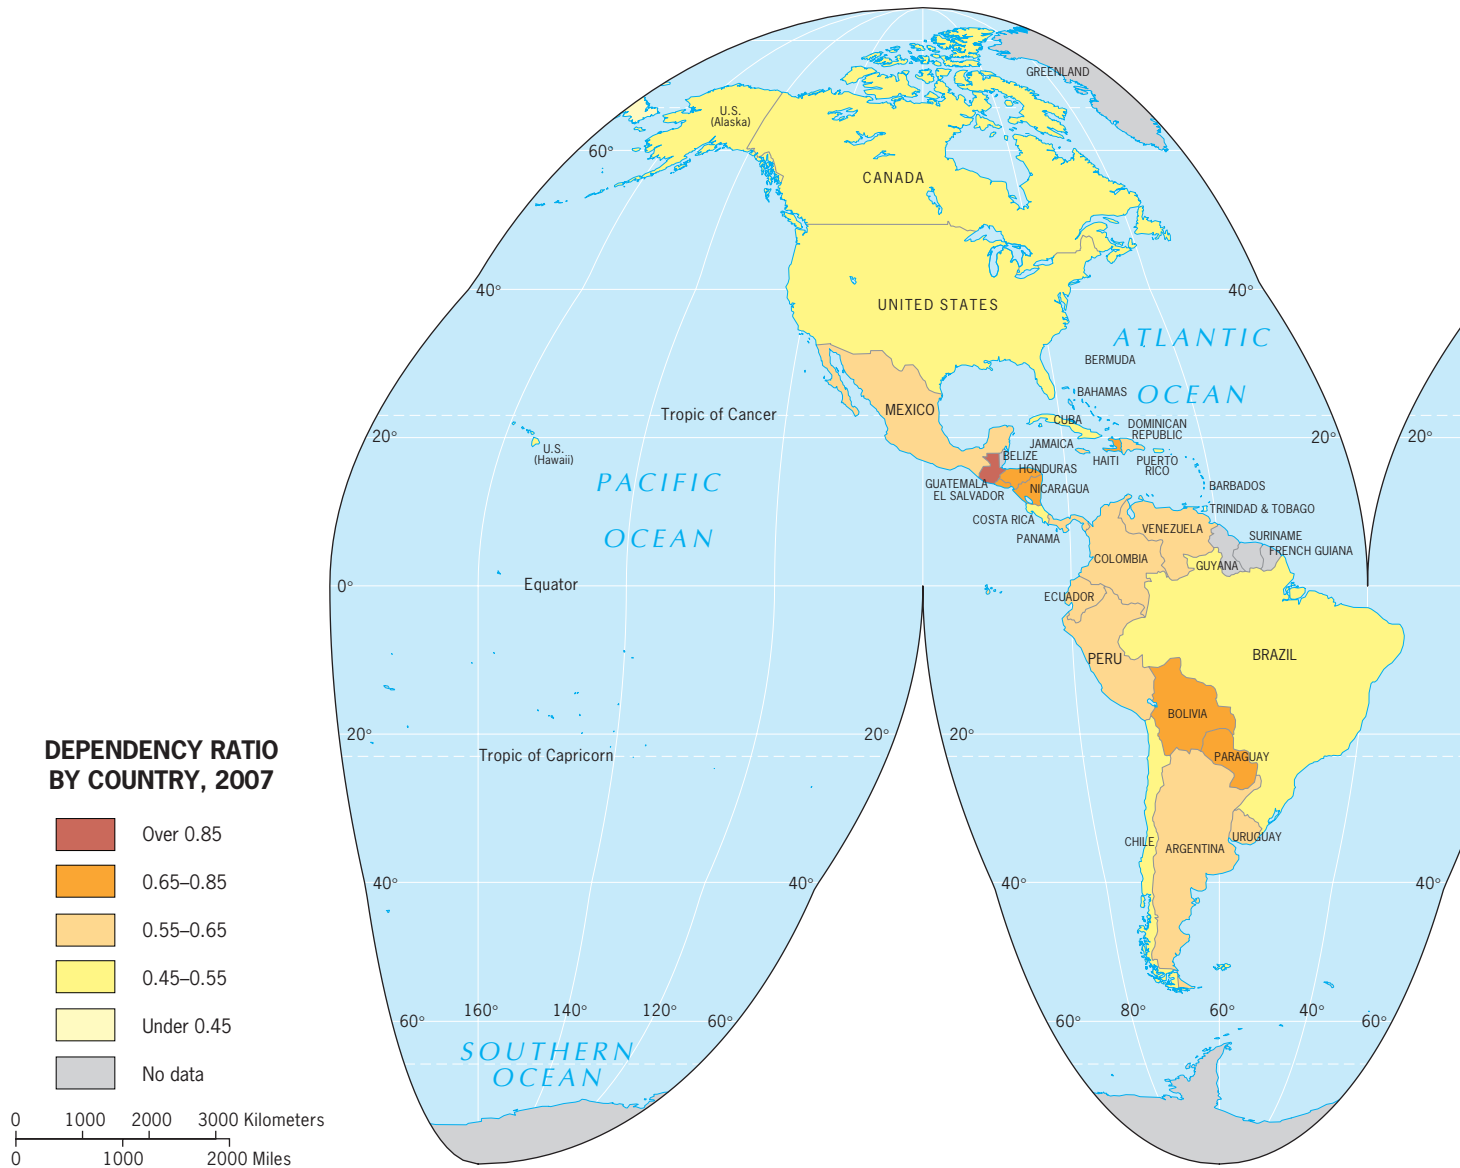 GREENLAND
U.S.
(Alaska)
60°
CANADA
40°
40°
UNITED STATES
ATLANTIC
OCEAN
BERMUDA
BAHAMAS
Tropic of Cancer
MEXICO
CUBA
DOMINICAN
REPUBLIC
20°
20°
20°
U.S.
(Hawaii)
JAMAICA
BELIZE
HAITI
PUERTO
RICO
HONDURAS
PACIFIC
OCEAN
GUATEMALA
NICARAGUA
EL SALVADOR
BARBADOS
TRINIDAD & TOBAGO
COSTA RICA
PANAMA
VENEZUELA
SURINAME
FRENCH GUIANA
COLOMBIA
GUYANA
0°
Equator
ECUADOR
PERU
BRAZIL
BOLIVIA
20°
20°
20°
Tropic of Capricorn
PARAGUAY
CHILE
ARGENTINA
URUGUAY
40°
40°
40°
40°
60°
160°
140°
120°
60°
60°
80°
60°
40°
60°
SOUTHERN
OCEAN
DEPENDENCY RATIO
BY COUNTRY, 2007
Over 0.85
0.65–0.85
0.55–0.65
0.45–0.55
Under 0.45
No data
0 1000 2000 3000 Kilometers
0 1000 2000 Miles